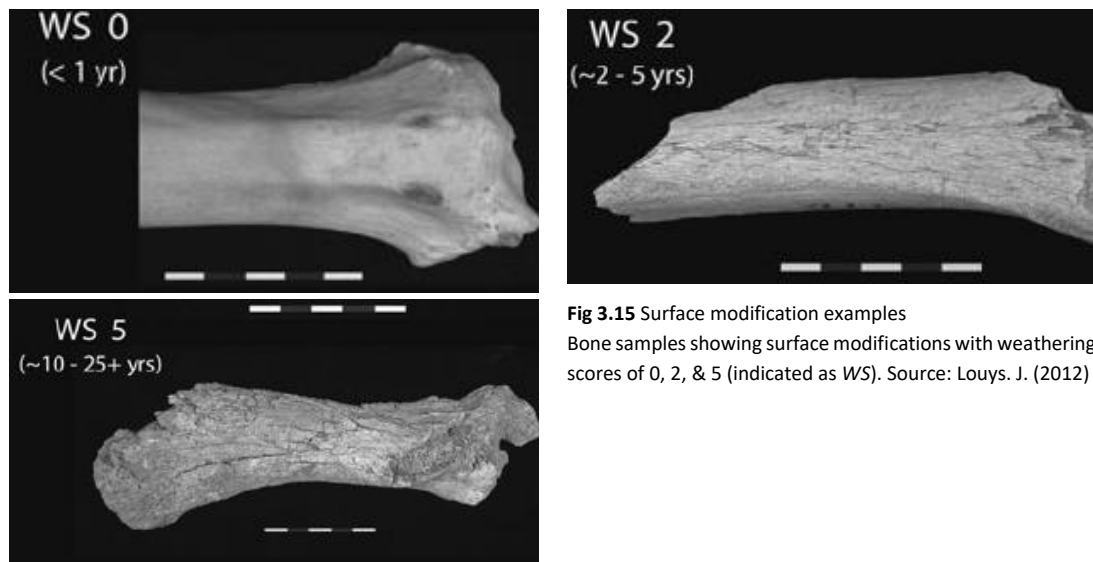 WS 0
(< 1 yr)
WS 2
(~2 - 5 yrs)
WS 5
(~10 - 25+ yrs)
Fig 3.15 Surface modification examples
Bone samples showing surface modifications with weathering
scores of 0, 2, & 5 (indicated as WS). Source: Louys. J. (2012)